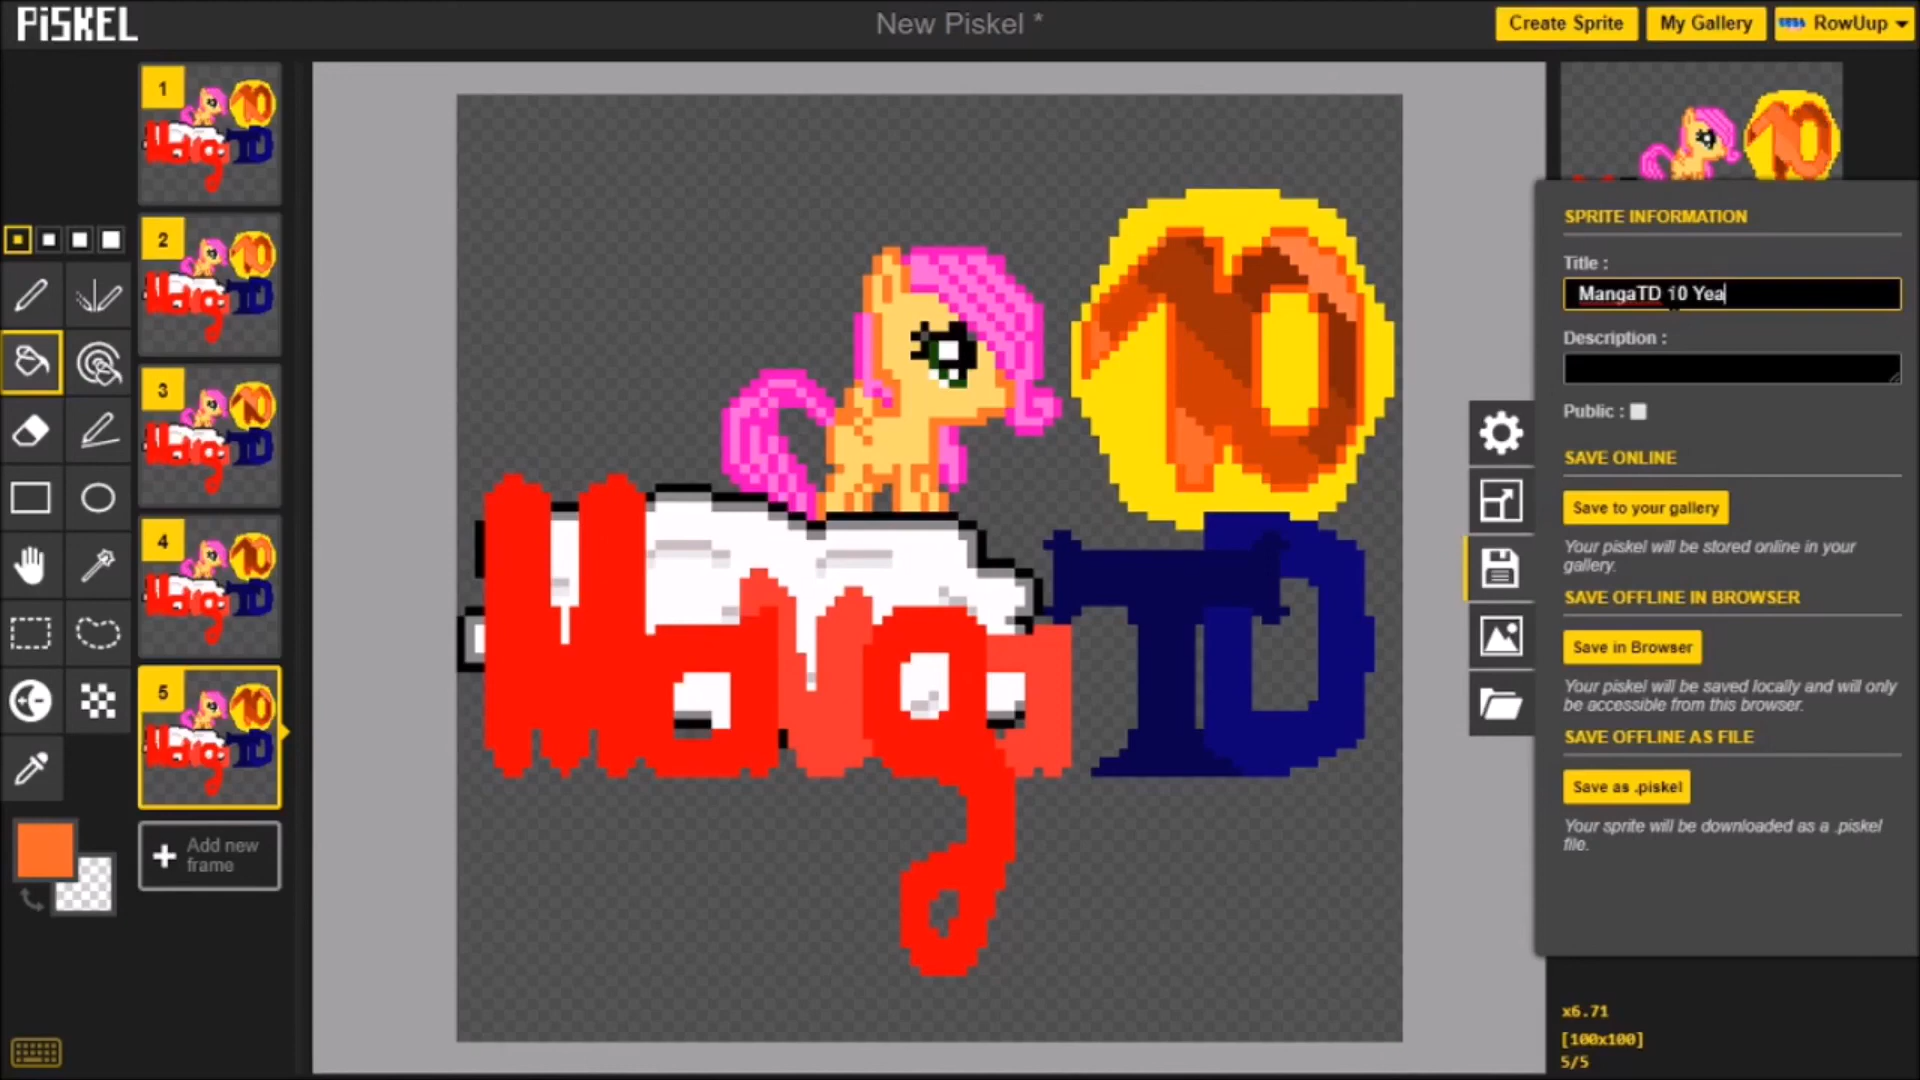 PiSKEL
New Piskel *
Create Sprite
My Gallery
RowUup
1
2
3
4
5
Add new
frame
10
Manga
TD
SPRITE INFORMATION
Title :
MangaTD 10 Yea
Description :
Public :
SAVE ONLINE
Save to your gallery
Your piskel will be stored online in your
gallery.
SAVE OFFLINE IN BROWSER
Save in Browser
Your piskel will be saved locally and will only
be accessible from this browser.
SAVE OFFLINE AS FILE
Save as .piskel
Your sprite will be downloaded as a .piskel
file.
x6.71
[100x100]
5/5